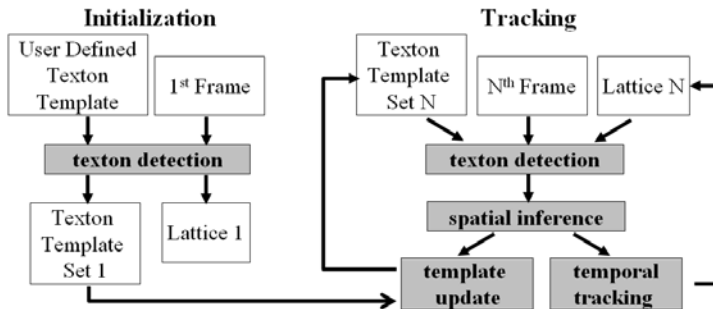 Initialization
User Defined
Texton
Template
1st Frame
texton detection
Texton
Template
Set 1
Lattice 1
Tracking
Texton
Template
Set N
Nth Frame
Lattice N
texton detection
spatial inference
template
update
temporal
tracking